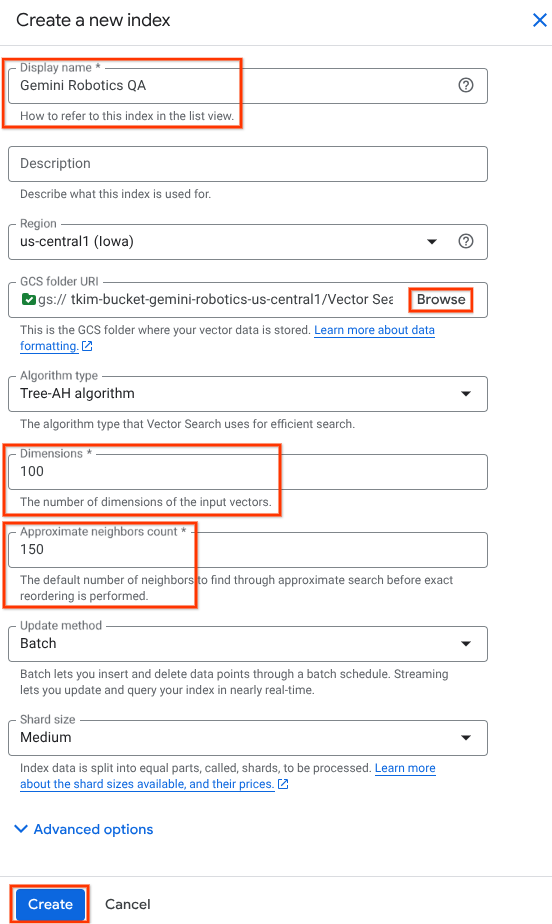 Create a new index
Display name *
Gemini Robotics QA
How to refer to this index in the list view.
Description
Describe what this index is used for.
Region
us-central1 (Iowa)
GCS folder URI
gs:// tkim-bucket-gemini-robotics-us-central1/Vector Sea
Browse
This is the GCS folder where your vector data is stored. Learn more about data
formatting.
Algorithm type
Tree-AH algorithm
The algorithm type that Vector Search uses for efficient search.
Dimensions *
100
The number of dimensions of the input vectors.
Approximate neighbors count *
150
The default number of neighbors to find through approximate search before exact
reordering is performed.
Update method
Batch
Batch lets you insert and delete data points through a batch schedule. Streaming
lets you update and query your index in nearly real-time.
Shard size
Medium
Index data is split into equal parts, called, shards, to be processed. Learn more
about the shard sizes available, and their prices.
Advanced options
Create
Cancel